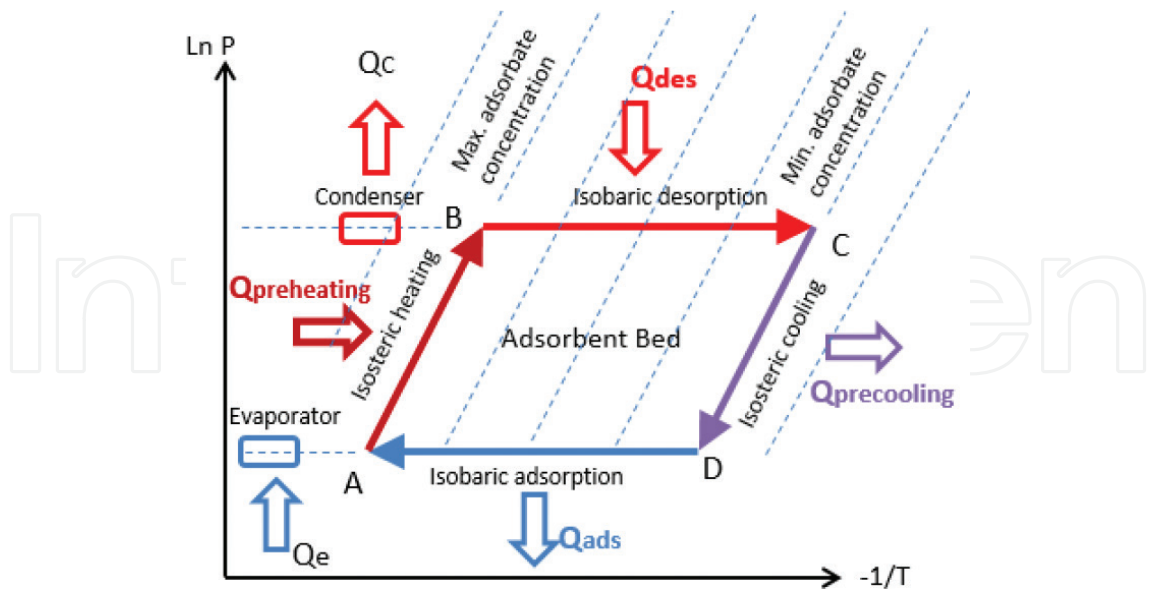 Ln P
Qc
Max. adsorbate
concentration
Qdes
Min. adsorbate
concentration
Condenser
B
Isobaric desorption
C
Qpreheating
Isosteric heating
Adsorbent Bed
Isosteric cooling
Qprecooling
Evaporator
A
Isobaric adsorption
D
Qe
Qads
-1/T